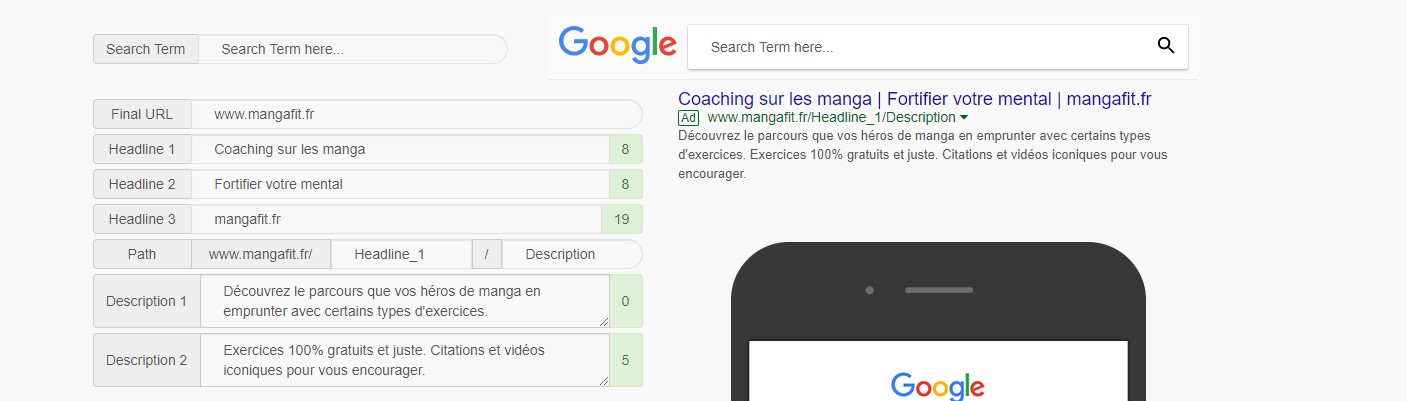 Search Term Search Term here...
Google Search Term here...
Final URL www.mangafit.fr
Headline 1 Coaching sur les manga 8
Headline 2 Fortifier votre mental 8
Headline 3 mangafit.fr 19
Path www.mangafit.fr/ Headline_1 / Description
Description 1 Découvrez le parcours que vos héros de manga en
emprunter avec certains types d'exercices. 0
Description 2 Exercices 100% gratuits et juste. Citations et vidéos
iconiques pour vous encourager. 5
Coaching sur les manga | Fortifier votre mental | mangafit.fr
Ad www.mangafit.fr/Headline_1/Description
Découvrez le parcours que vos héros de manga en emprunter avec certains types
d'exercices. Exercices 100% gratuits et juste. Citations et vidéos iconiques pour vous
encourager.
Google